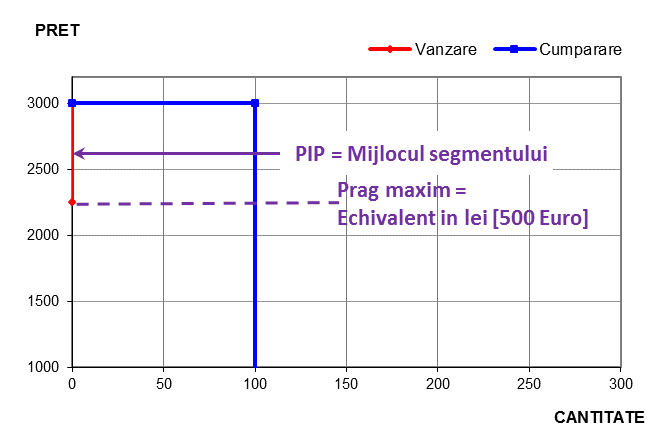 PRET
Vanzare
Cumparare
3000
PIP = Mijlocul segmentului
2500
Prag maxim =
Echivalent in lei [500 Euro]
2000
1500
1000
0 50 100 150 200 250 300
CANTITATE